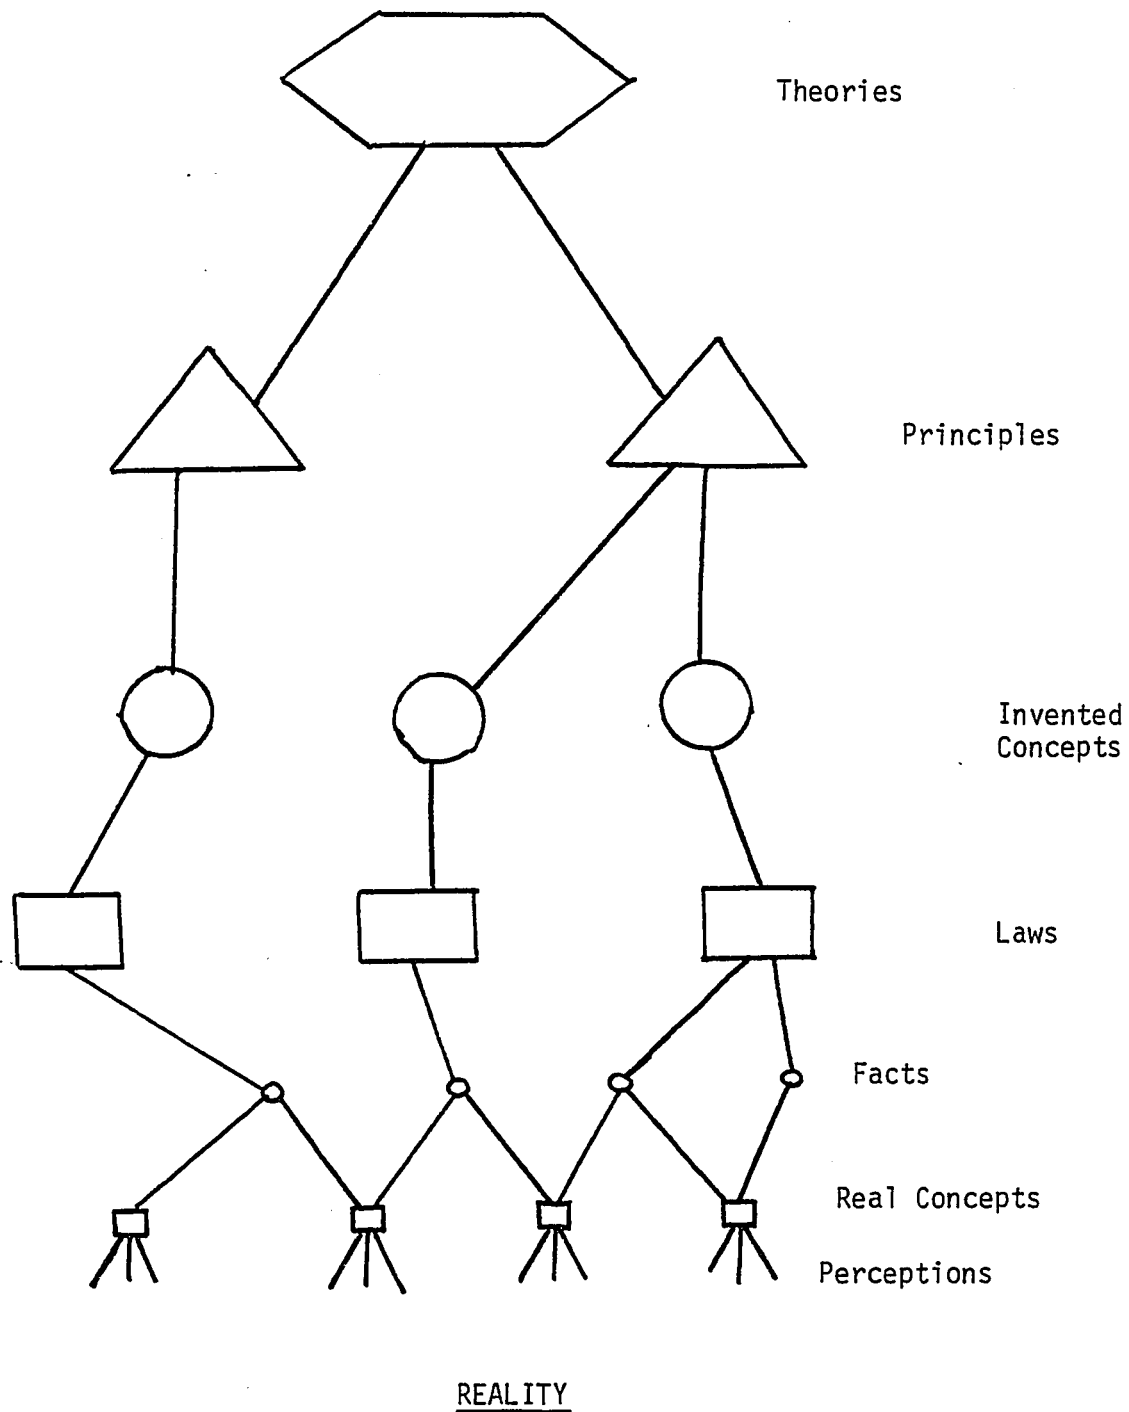 Theories
Principles
Invented
Concepts
Laws
Facts
Real Concepts
Perceptions
REALITY